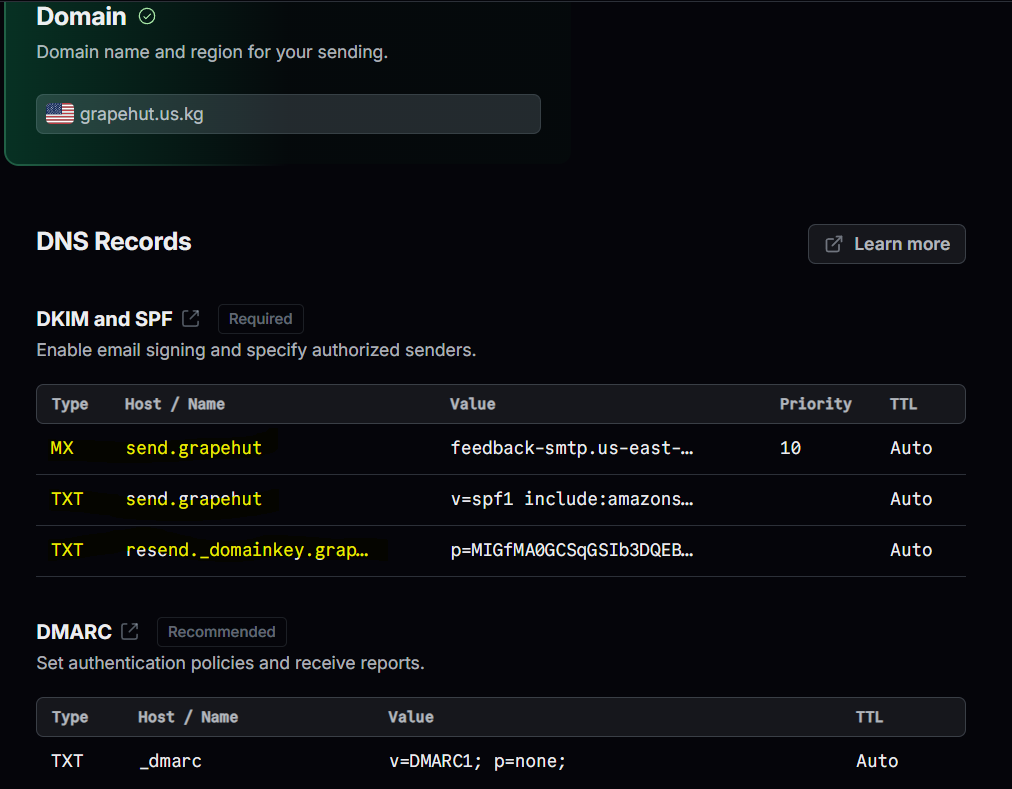 Domain
Domain name and region for your sending.
grapehut.us.kg
DNS Records
Learn more
DKIM and SPF Required
Enable email signing and specify authorized senders.
Type Host / Name Value Priority TTL
MX send.grapehut feedback-smtp.us-east-… 10 Auto
TXT send.grapehut v=spf1 include:amazons… Auto
TXT resend._domainkey.grap… p=MIGfMA0GCSqGSIb3DQEB… Auto
DMARC Recommended
Set authentication policies and receive reports.
Type Host / Name Value TTL
TXT _dmarc v=DMARC1; p=none; Auto